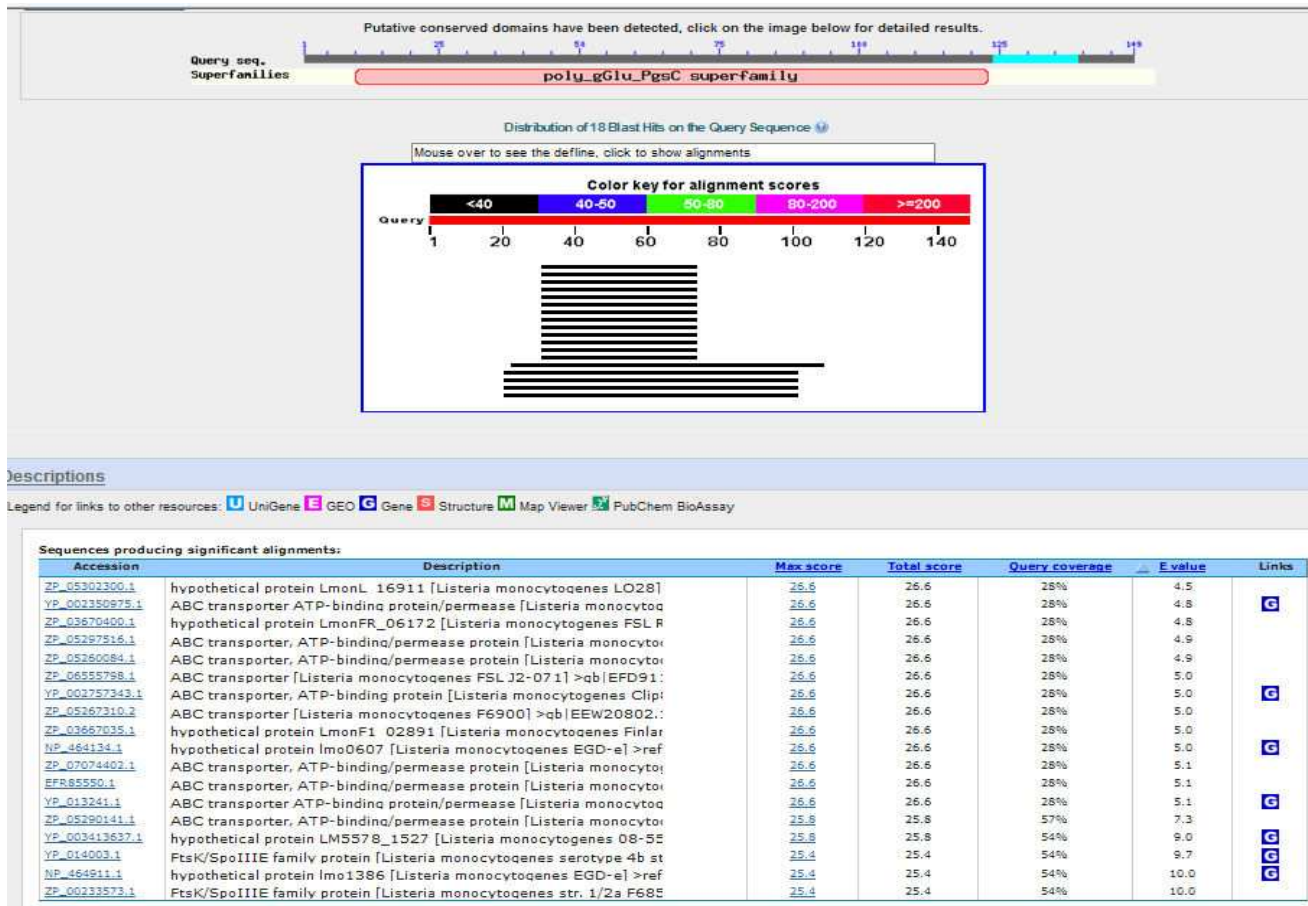 Putative conserved domains have been detected, click on the image below for detailed results.
1 25 50 75 100 125 149
Query seq.
Superfamilies
poly_gGlu_PgsC superfamily
Distribution of 18 Blast Hits on the Query Sequence
Mouse over to see the defline, click to show alignments
Color key for alignment scores
<40 40-50 50-80 80-200 >=200
Query
1 20 40 60 80 100 120 140
Descriptions
Legend for links to other resources: U UniGene E GEO G Gene S Structure M Map Viewer PubChem BioAssay
Sequences producing significant alignments:
Accession Description Max score Total score Query coverage E value Links
ZP_05302300.1 hypothetical protein LmonL_16911 [Listeria monocytogenes LO28] 26.6 26.6 28% 4.5
YP_002350975.1 ABC transporter ATP-binding protein/permease [Listeria monocytog 26.6 26.6 28% 4.8 G
ZP_03670400.1 hypothetical protein LmonFR_06172 [Listeria monocytogenes FSL R 26.6 26.6 28% 4.8
ZP_05297516.1 ABC transporter, ATP-binding/permease protein [Listeria monocyto 26.6 26.6 28% 4.9
ZP_05260084.1 ABC transporter, ATP-binding/permease protein [Listeria monocyto 26.6 26.6 28% 4.9
ZP_06555798.1 ABC transporter [Listeria monocytogenes FSL J2-071] >gb|EFD91: 26.6 26.6 28% 5.0
YP_002757343.1 ABC transporter, ATP-binding protein [Listeria monocytogenes Clip 26.6 26.6 28% 5.0 G
ZP_05267310.2 ABC transporter [Listeria monocytogenes F6900] >gb|EEW20802.: 26.6 26.6 28% 5.0
ZP_03667035.1 hypothetical protein LmonF1_02891 [Listeria monocytogenes Finlar 26.6 26.6 28% 5.0
NP_464134.1 hypothetical protein lmo0607 [Listeria monocytogenes EGD-e] >ref 26.6 26.6 28% 5.0 G
ZP_07074402.1 ABC transporter, ATP-binding/permease protein [Listeria monocyto 26.6 26.6 28% 5.1
EFR85550.1 ABC transporter, ATP-binding/permease protein [Listeria monocyto 26.6 26.6 28% 5.1
YP_013241.1 ABC transporter ATP-binding protein/permease [Listeria monocytog 26.6 26.6 28% 5.1 G
ZP_05290141.1 ABC transporter, ATP-binding/permease protein [Listeria monocyto 25.8 25.8 57% 7.3
YP_003413637.1 hypothetical protein LM5578_1527 [Listeria monocytogenes 08-55 25.8 25.8 54% 9.0 G
YP_014003.1 FtsK/SpoIIIE family protein [Listeria monocytogenes serotype 4b st 25.4 25.4 54% 9.7 G
NP_464911.1 hypothetical protein lmo1386 [Listeria monocytogenes EGD-e] >ref 25.4 25.4 54% 10.0 G
ZP_00233573.1 FtsK/SpoIIIE family protein [Listeria monocytogenes str. 1/2a F685 25.4 25.4 54% 10.0